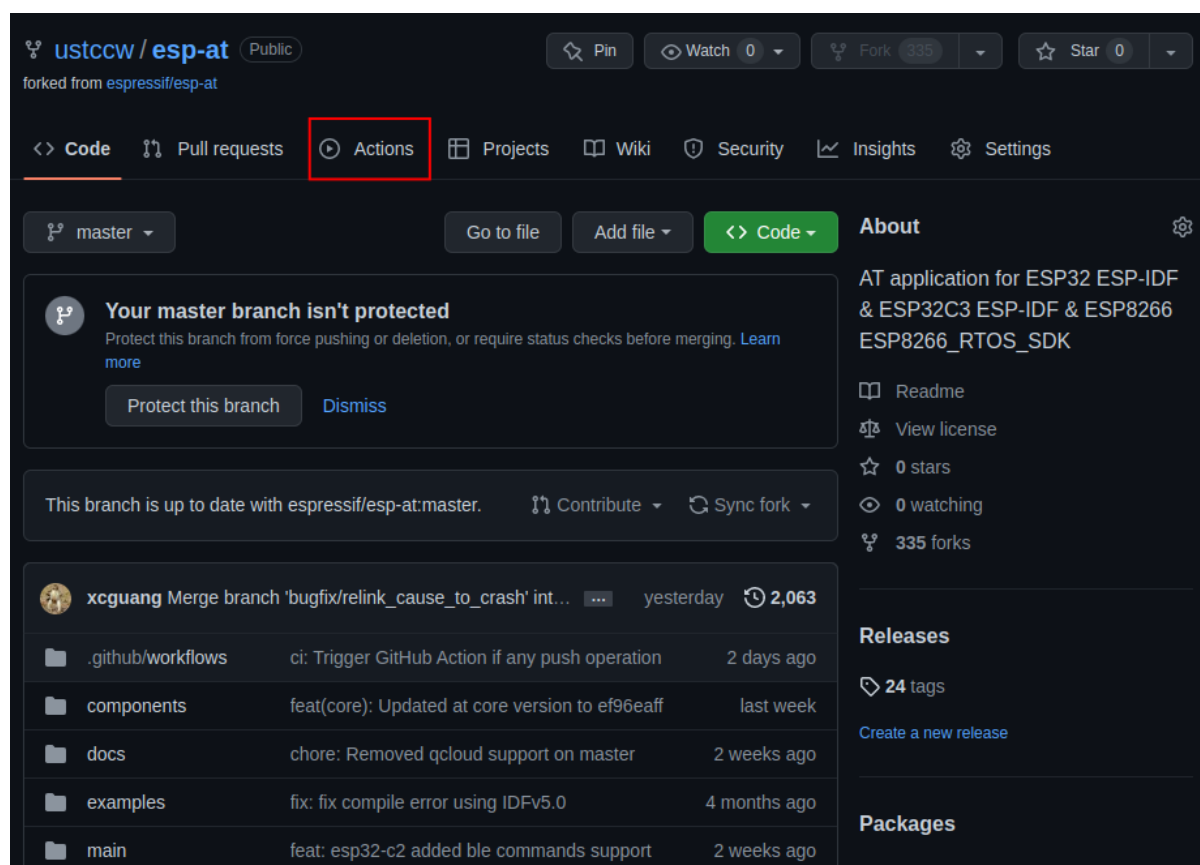 ustccw / esp-at Public
Pin Watch 0 Fork 335 Star 0
forked from espressif/esp-at
Code Pull requests Actions Projects Wiki Security Insights Settings
master Go to file Add file Code
Your master branch isn't protected
Protect this branch from force pushing or deletion, or require status checks before merging. Learn
more
Protect this branch Dismiss
This branch is up to date with espressif/esp-at:master. Contribute Sync fork
xcguang Merge branch 'bugfix/relink_cause_to_crash' int... ... yesterday 2,063
.github/workflows ci: Trigger GitHub Action if any push operation 2 days ago
components feat(core): Updated at core version to ef96eaff last week
docs chore: Removed qcloud support on master 2 weeks ago
examples fix: fix compile error using IDFv5.0 4 months ago
main feat: esp32-c2 added ble commands support 2 weeks ago
About
AT application for ESP32 ESP-IDF
& ESP32C3 ESP-IDF & ESP8266
ESP8266_RTOS_SDK
Readme
View license
0 stars
0 watching
335 forks
Releases
24 tags
Create a new release
Packages